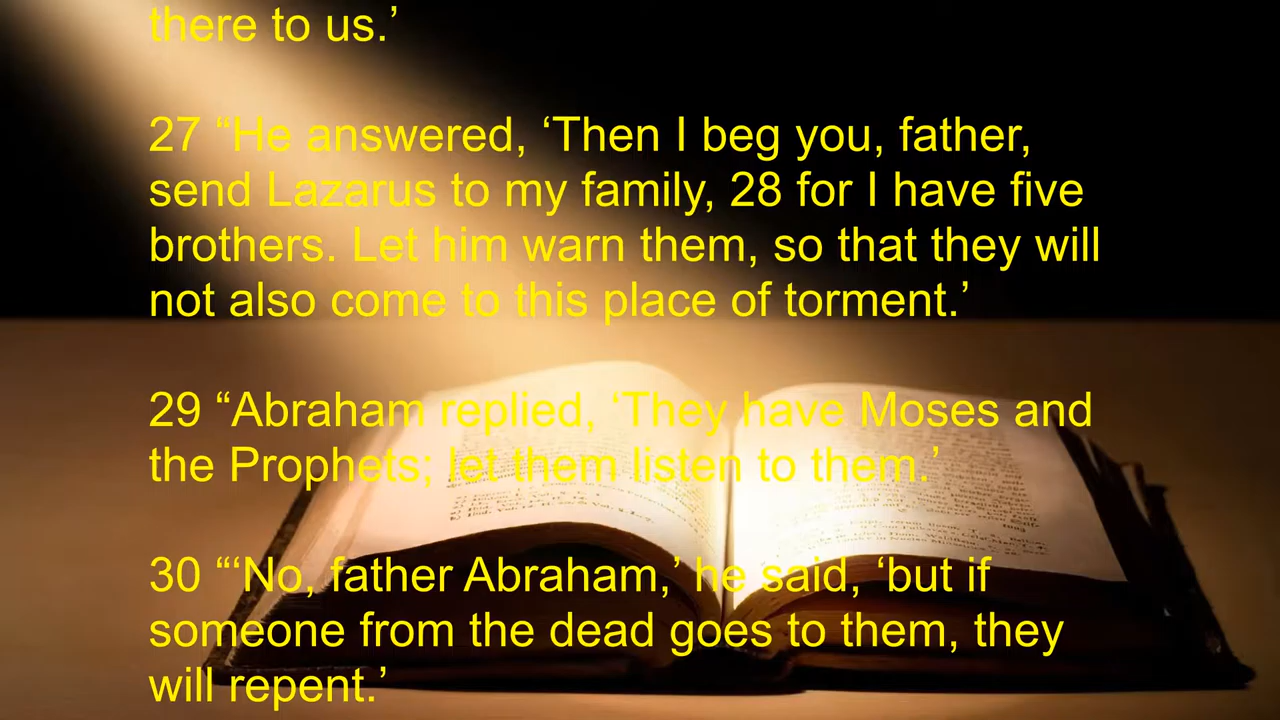 there to us.’
27 “He answered, ‘Then I beg you, father,
send Lazarus to my family, 28 for I have five
brothers. Let him warn them, so that they will
not also come to this place of torment.’
29 “Abraham replied, ‘They have Moses and
the Prophets; let them listen to them.’
30 “‘No, father Abraham,’ he said, ‘but if
someone from the dead goes to them, they
will repent.’